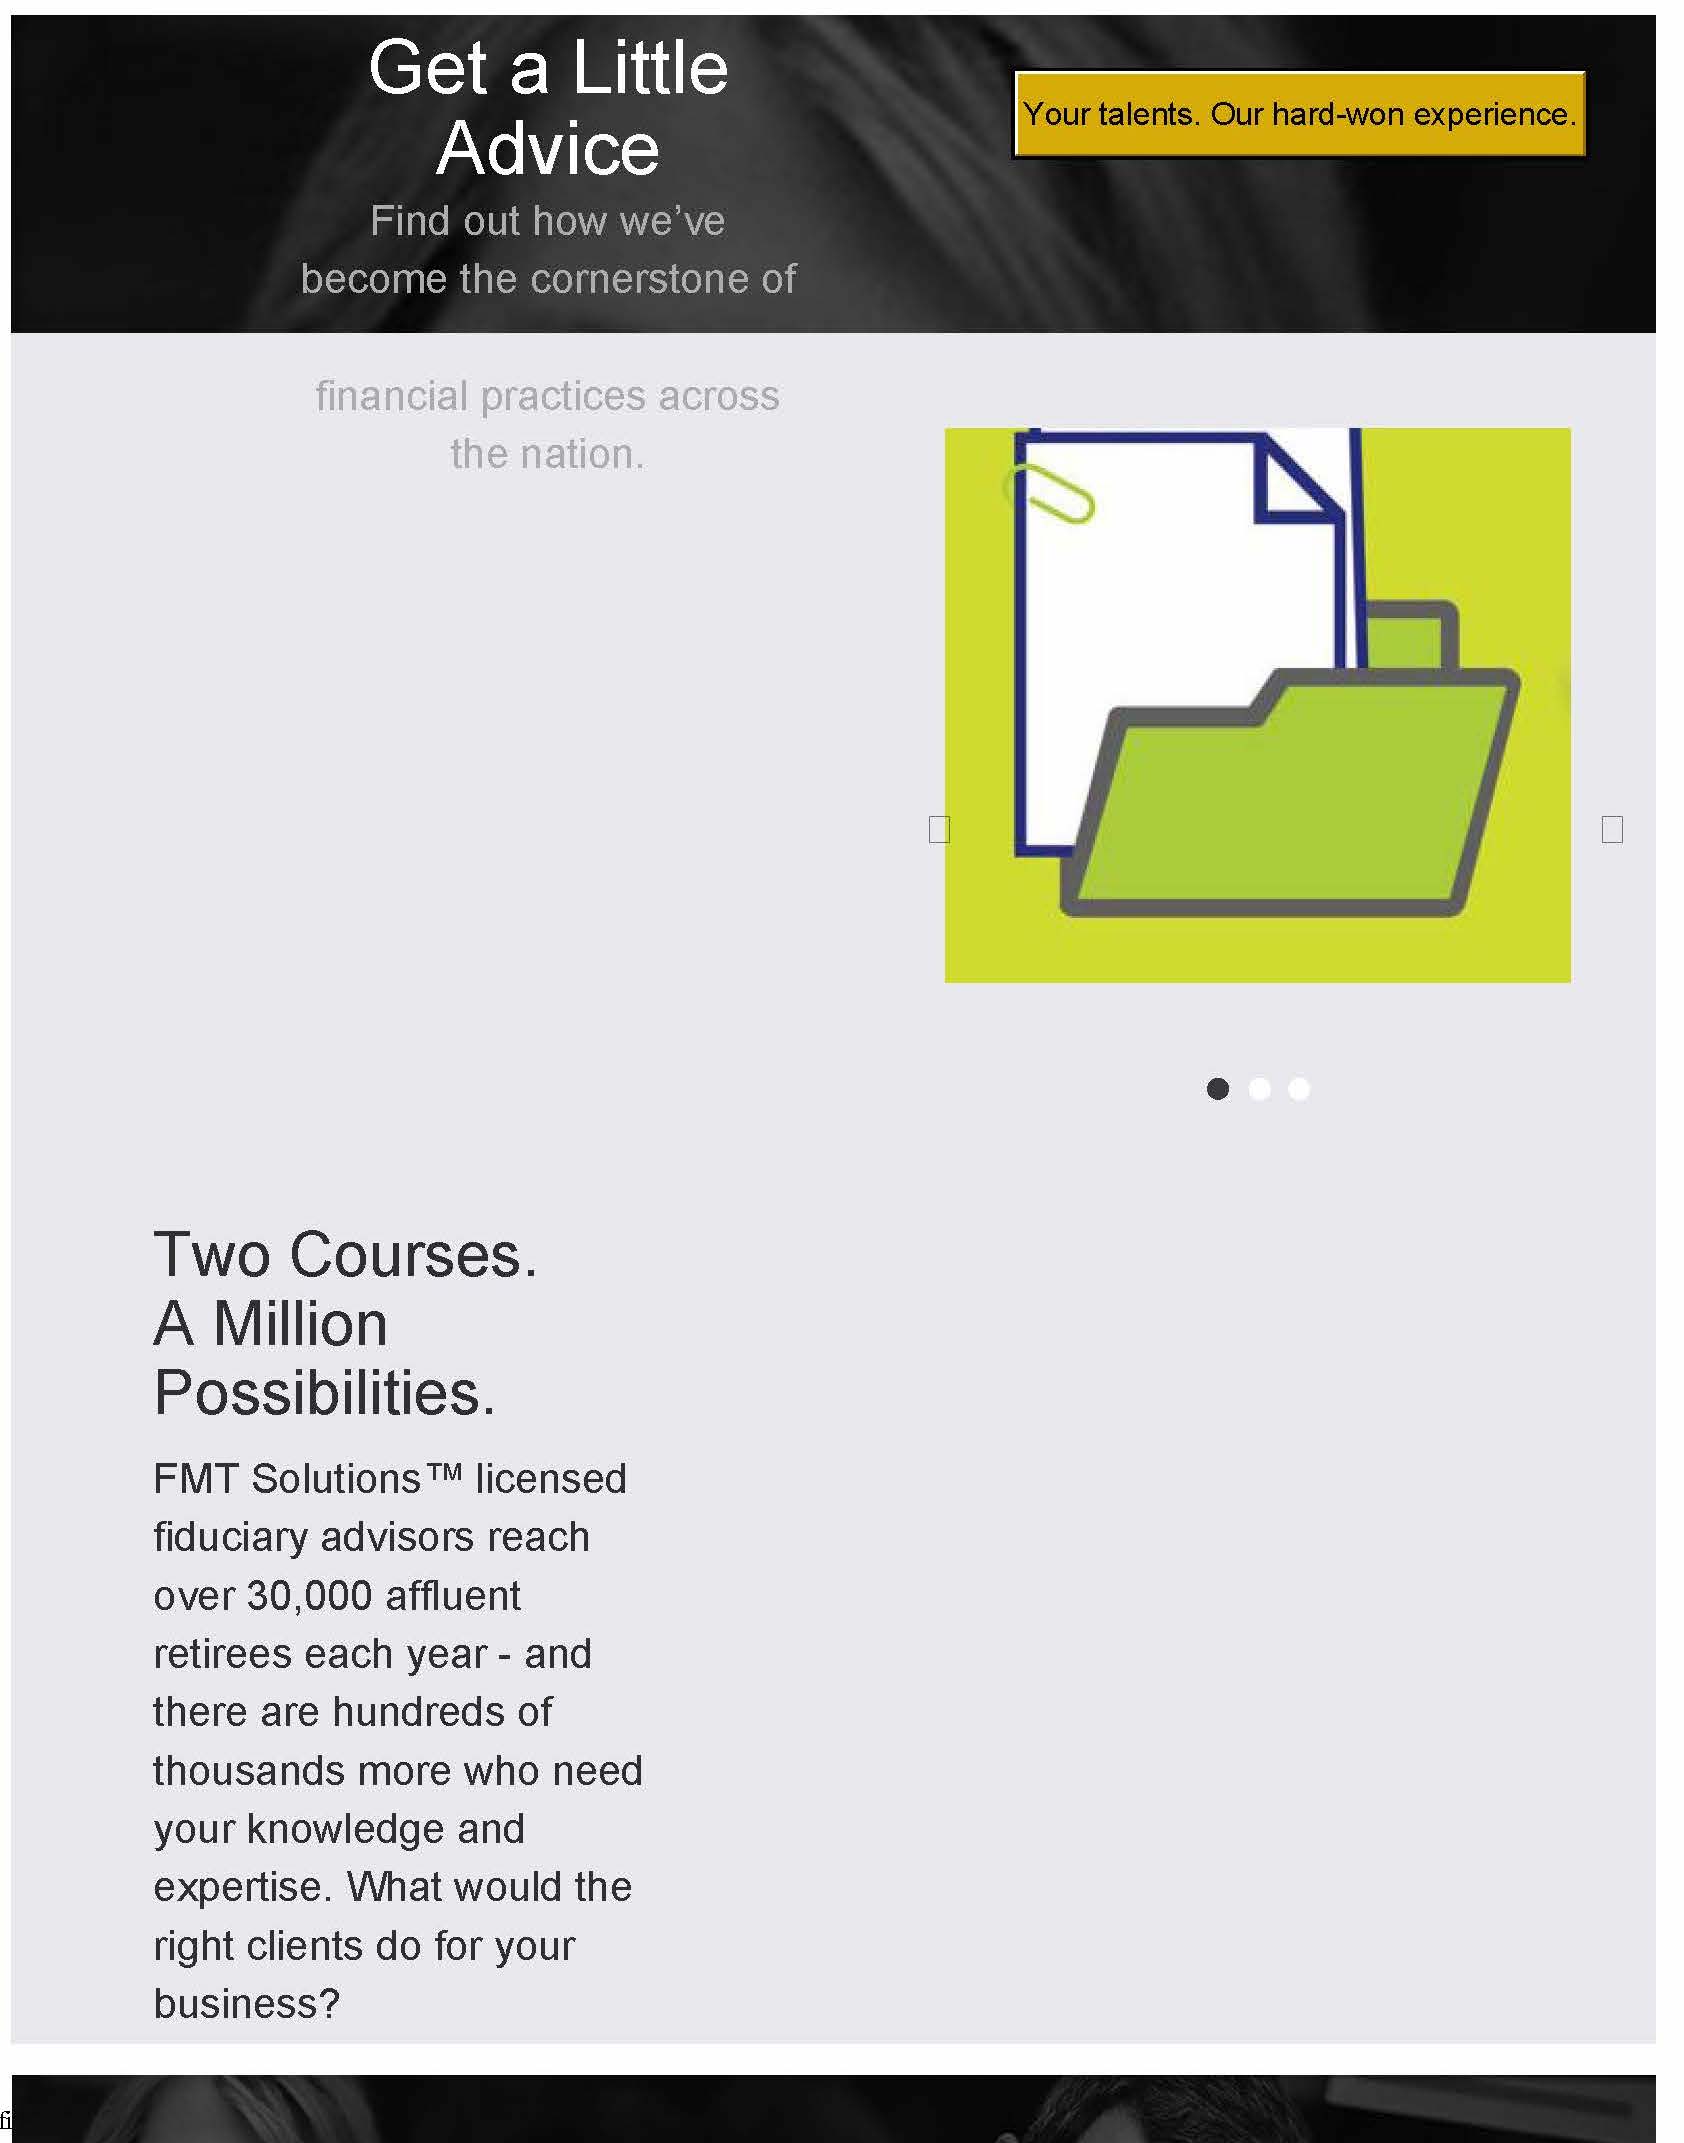 Get a Little
Advice
Your talents. Our hard-won experience.
Find out how we’ve
become the cornerstone of
financial practices across
the nation.
Two Courses.
A Million
Possibilities.
FMT Solutions™ licensed
fiduciary advisors reach
over 30,000 affluent
retirees each year - and
there are hundreds of
thousands more who need
your knowledge and
expertise. What would the
right clients do for your
business?
fi